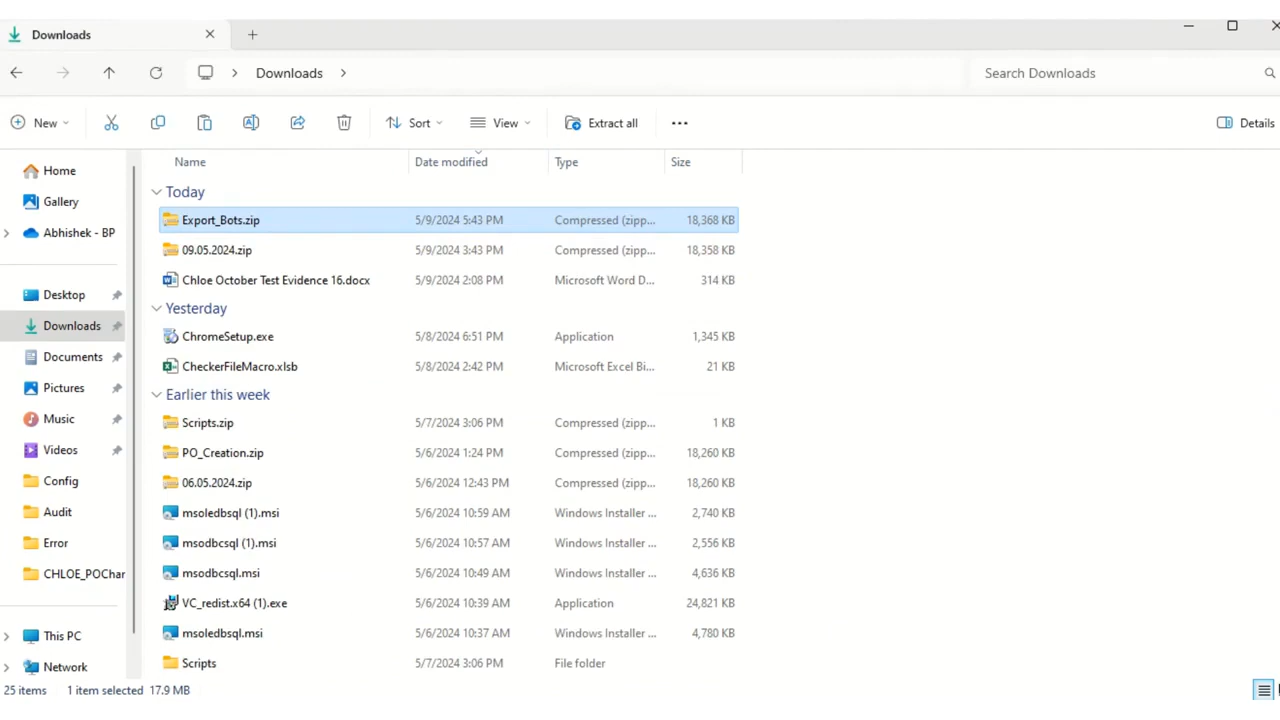 Downloads
Downloads
Search Downloads
New
Sort
View
Extract all
Details
Home
Gallery
Abhishek - BP
Desktop
Downloads
Documents
Pictures
Music
Videos
Config
Audit
Error
CHLOE_POChar
This PC
Network
Name Date modified Type Size
Today
Export_Bots.zip 5/9/2024 5:43 PM Compressed (zipp... 18,368 KB
09.05.2024.zip 5/9/2024 3:43 PM Compressed (zipp... 18,358 KB
Chloe October Test Evidence 16.docx 5/9/2024 2:08 PM Microsoft Word D... 314 KB
Yesterday
ChromeSetup.exe 5/8/2024 6:51 PM Application 1,345 KB
CheckerFileMacro.xlsb 5/8/2024 2:42 PM Microsoft Excel Bi... 21 KB
Earlier this week
Scripts.zip 5/7/2024 3:06 PM Compressed (zipp... 1 KB
PO_Creation.zip 5/6/2024 1:24 PM Compressed (zipp... 18,260 KB
06.05.2024.zip 5/6/2024 12:43 PM Compressed (zipp... 18,260 KB
msoledbsql (1).msi 5/6/2024 10:59 AM Windows Installer ... 2,740 KB
msodbcsql (1).msi 5/6/2024 10:57 AM Windows Installer ... 2,556 KB
msodbcsql.msi 5/6/2024 10:49 AM Windows Installer ... 4,636 KB
VC_redist.x64 (1).exe 5/6/2024 10:39 AM Application 24,821 KB
msoledbsql.msi 5/6/2024 10:37 AM Windows Installer ... 4,780 KB
Scripts 5/7/2024 3:06 PM File folder
25 items 1 item selected 17.9 MB